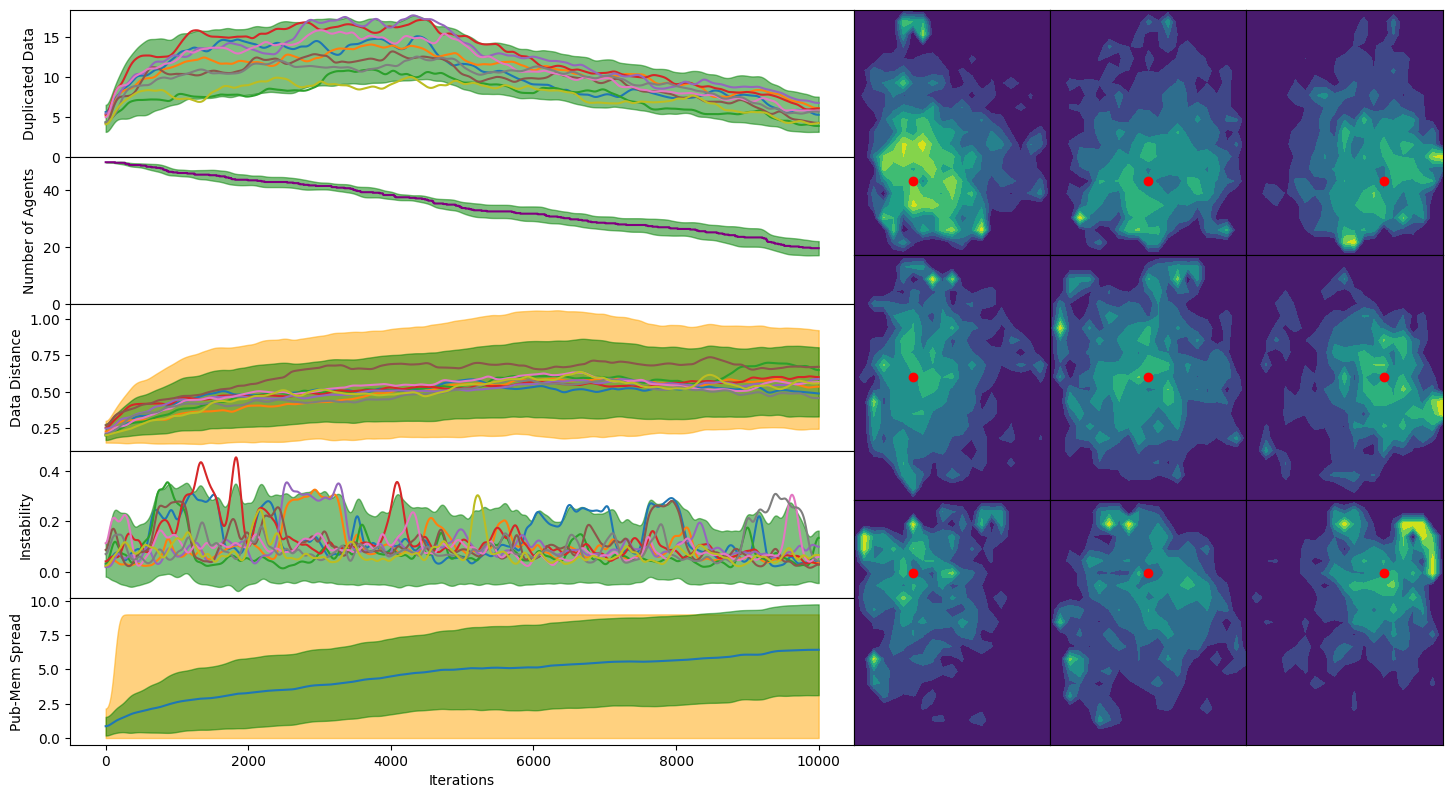 Duplicated Data
15
10
5
0
Number of Agents
40
20
0
Data Distance
1.00
0.75
0.50
0.25
Instability
0.4
0.2
0.0
Pub-Mem Spread
10.0
7.5
5.0
2.5
0.0
0 2000 4000 6000 8000 10000
Iterations